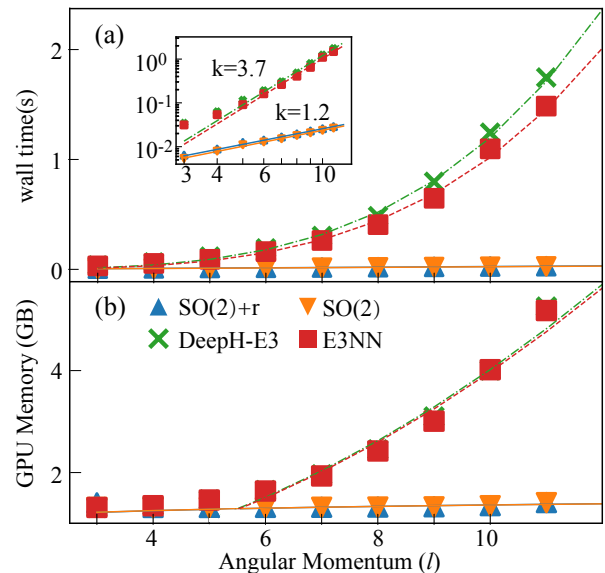 2
(a)
10⁰
k=3.7
10⁻¹
k=1.2
10⁻²
3
4
6
10
wall time(s)
1
0
(b)
SO(2)+r
SO(2)
DeepH-E3
E3NN
GPU Memory (GB)
4
2
4
6
8
10
Angular Momentum (l)